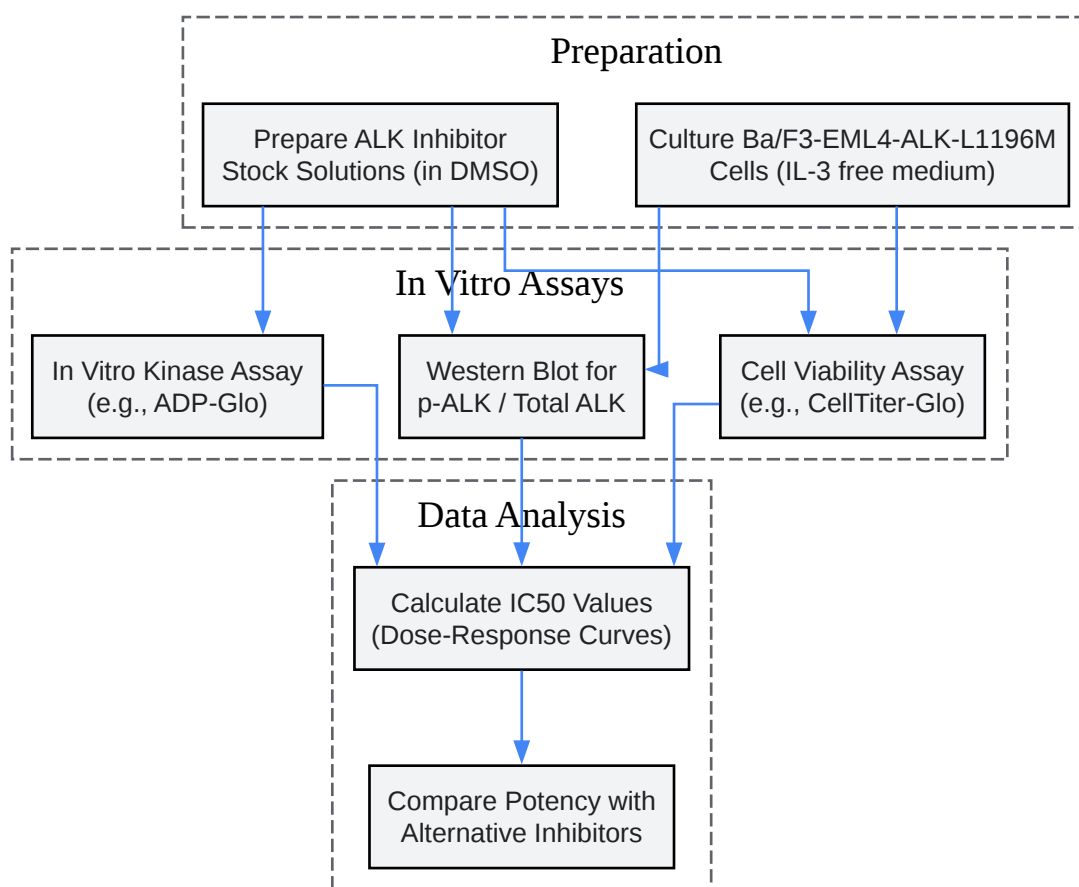 Preparation
Prepare ALK Inhibitor
Stock Solutions (in DMSO)
Culture Ba/F3-EML4-ALK-L1196M
Cells (IL-3 free medium)
In Vitro Assays
In Vitro Kinase Assay
(e.g., ADP-Glo)
Western Blot for
p-ALK / Total ALK
Cell Viability Assay
(e.g., CellTiter-Glo)
Data Analysis
Calculate IC50 Values
(Dose-Response Curves)
Compare Potency with
Alternative Inhibitors